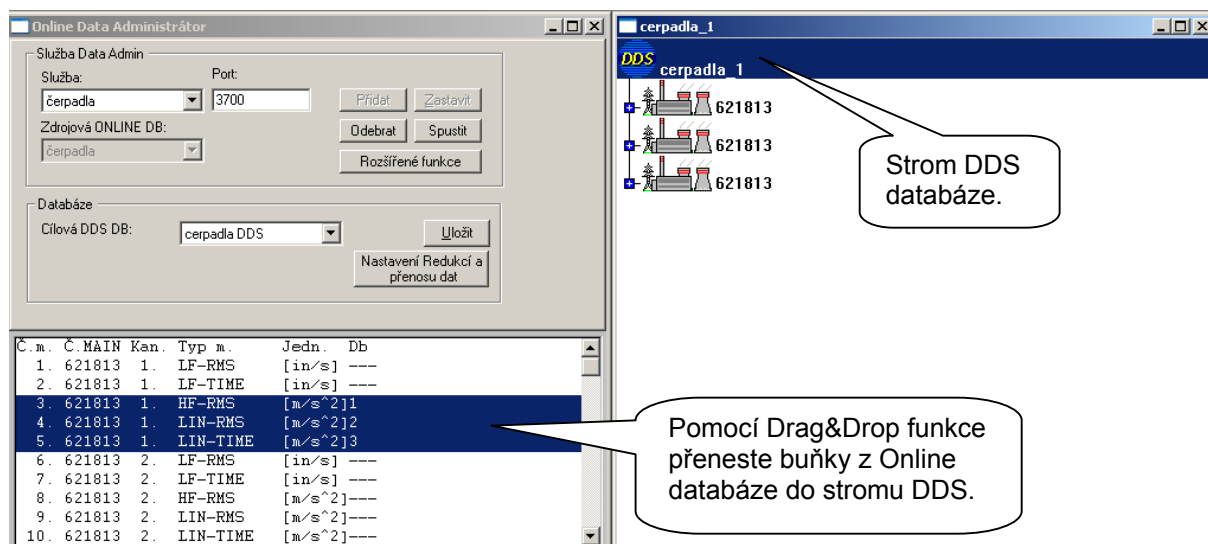 Online Data Administrátor
Služba Data Admin
Služba:
Port:
čerpadla
3700
Přidat
Zastavit
Zdrojová ONLINE DB:
čerpadla
Odebrat
Spustit
Rozšířené funkce
Databáze
Cílová DDS DB:
cerpadla DDS
Uložit
Nastavení Redukcí a
přenosu dat
Č.m. Č.MAIN Kan. Typ m. Jedn. Db
1. 621813 1. LF-RMS [in/s] ---
2. 621813 1. LF-TIME [in/s] ---
3. 621813 1. HF-RMS [m/s^2]1
4. 621813 1. LIN-RMS [m/s^2]2
5. 621813 1. LIN-TIME [m/s^2]3
6. 621813 2. LF-RMS [in/s] ---
7. 621813 2. LF-TIME [in/s] ---
8. 621813 2. HF-RMS [m/s^2]---
9. 621813 2. LIN-RMS [m/s^2]---
10. 621813 2. LIN-TIME [m/s^2]---
cerpadla_1
DDS
cerpadla_1
621813
621813
621813
Strom DDS
databáze.
Pomocí Drag&Drop funkce
přeneste buňky z Online
databáze do stromu DDS.